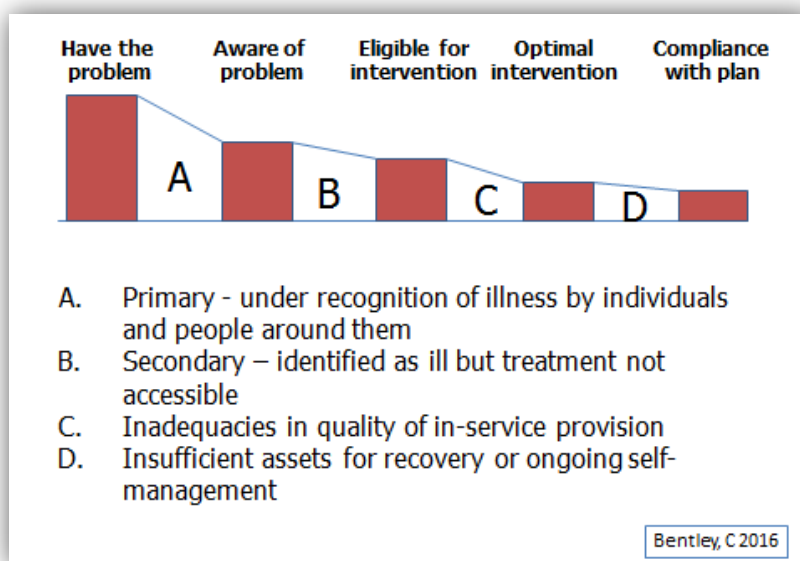 Have the problem
Aware of problem
Eligible for intervention
Optimal intervention
Compliance with plan
A
B
C
D
A. Primary - under recognition of illness by individuals
and people around them
B. Secondary – identified as ill but treatment not
accessible
C. Inadequacies in quality of in-service provision
D. Insufficient assets for recovery or ongoing self-
management
Bentley, C 2016